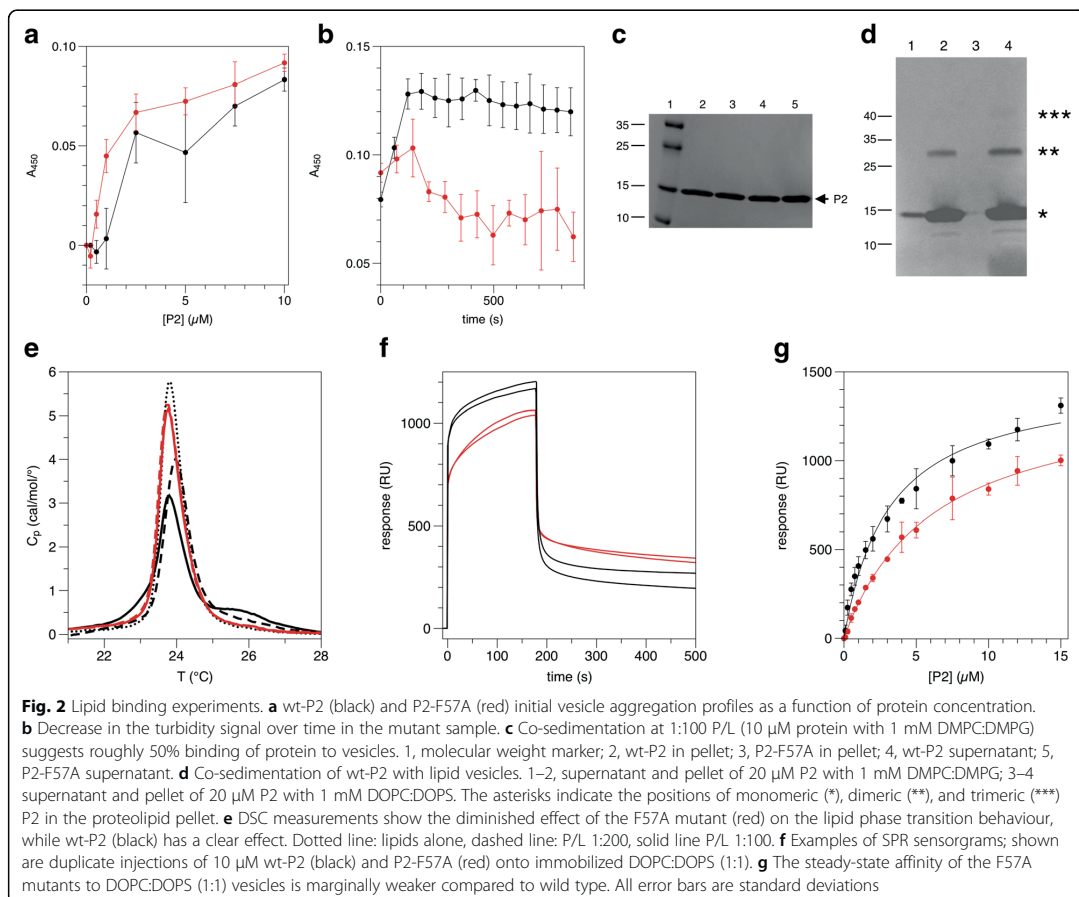 a
b
c
d
0.10
0.05
0
A450
0
5
10
[P2] (µM)
0.15
0.10
0.05
A450
500
time (s)
1 2 3 4 5
35
25
15
10
P2
1 2 3 4
40
35
25
15
10
***
**
*
e
f
g
6
5
4
3
2
1
0
Cp (cal/mol/°)
22 24 26 28
T (°C)
1000
500
0
response (RU)
0 100 200 300 400 500
time (s)
1500
1000
500
0
response (RU)
0 5 10 15
[P2] (µM)
Fig. 2 Lipid binding experiments. a wt-P2 (black) and P2-F57A (red) initial vesicle aggregation profiles as a function of protein concentration.
b Decrease in the turbidity signal over time in the mutant sample. c Co-sedimentation at 1:100 P/L (10 µM protein with 1 mM DMPC:DMPG)
suggests roughly 50% binding of protein to vesicles. 1, molecular weight marker; 2, wt-P2 in pellet; 3, P2-F57A in pellet; 4, wt-P2 supernatant; 5,
P2-F57A supernatant. d Co-sedimentation of wt-P2 with lipid vesicles. 1–2, supernatant and pellet of 20 µM P2 with 1 mM DMPC:DMPG; 3–4
supernatant and pellet of 20 µM P2 with 1 mM DOPC:DOPS. The asterisks indicate the positions of monomeric (*), dimeric (**), and trimeric (***)
P2 in the proteolipid pellet. e DSC measurements show the diminished effect of the F57A mutant (red) on the lipid phase transition behaviour,
while wt-P2 (black) has a clear effect. Dotted line: lipids alone, dashed line: P/L 1:200, solid line P/L 1:100. f Examples of SPR sensorgrams; shown
are duplicate injections of 10 µM wt-P2 (black) and P2-F57A (red) onto immobilized DOPC:DOPS (1:1). g The steady-state affinity of the F57A
mutants to DOPC:DOPS (1:1) vesicles is marginally weaker compared to wild type. All error bars are standard deviations